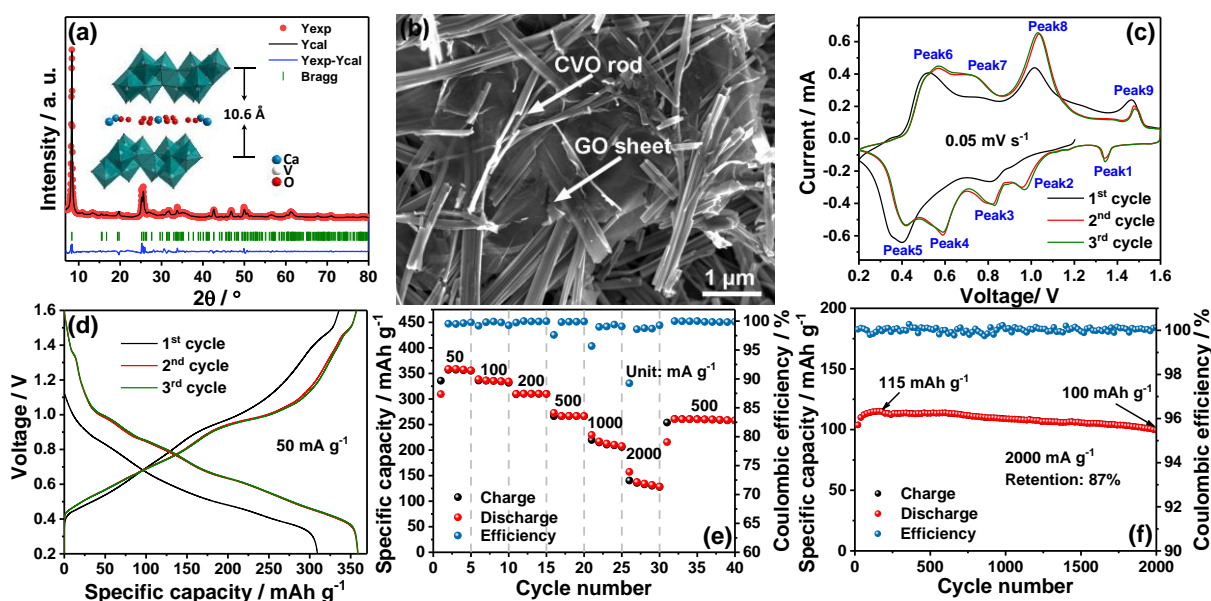 (a)
Yexp
Ycal
Yexp-Ycal
Bragg
10.6 Å
Ca
V
O
Intensity / a. u.
10 20 30 40 50 60 70 80
2θ / °
(b)
CVO rod
GO sheet
1 μm
(c)
Peak8
Peak6
Peak7
Peak9
0.05 mV s⁻¹
Peak1
Peak2
Peak3
Peak4
Peak5
1ˢᵗ cycle
2ⁿᵈ cycle
3ʳᵈ cycle
Current / mA
0.8
0.4
0.0
-0.4
-0.6
0.2 0.4 0.6 0.8 1.0 1.2 1.4 1.6
Voltage/ V
(d)
1ˢᵗ cycle
2ⁿᵈ cycle
3ʳᵈ cycle
50 mA g⁻¹
Voltage / V
1.6
1.4
1.2
1.0
0.8
0.6
0.4
0.2
0 50 100 150 200 250 300 350
Specific capacity / mAh g⁻¹
Specific capacity / mAh g⁻¹
450
400
350
300
250
200
150
100
50
0
50
100
200
Unit: mA g⁻¹
500
1000
2000
500
Charge
Discharge
Efficiency
(e)
100
95
90
85
80
75
70
65
60
Coulombic efficiency / %
0 5 10 15 20 25 30 35 40
Cycle number
Specific capacity / mAh g⁻¹
250
200
150
100
50
0
115 mAh g⁻¹
100 mAh g⁻¹
2000 mA g⁻¹
Retention: 87%
Charge
Discharge
Efficiency
(f)
100
98
96
94
92
90
Coulombic efficiency / %
0 500 1000 1500 2000
Cycle number